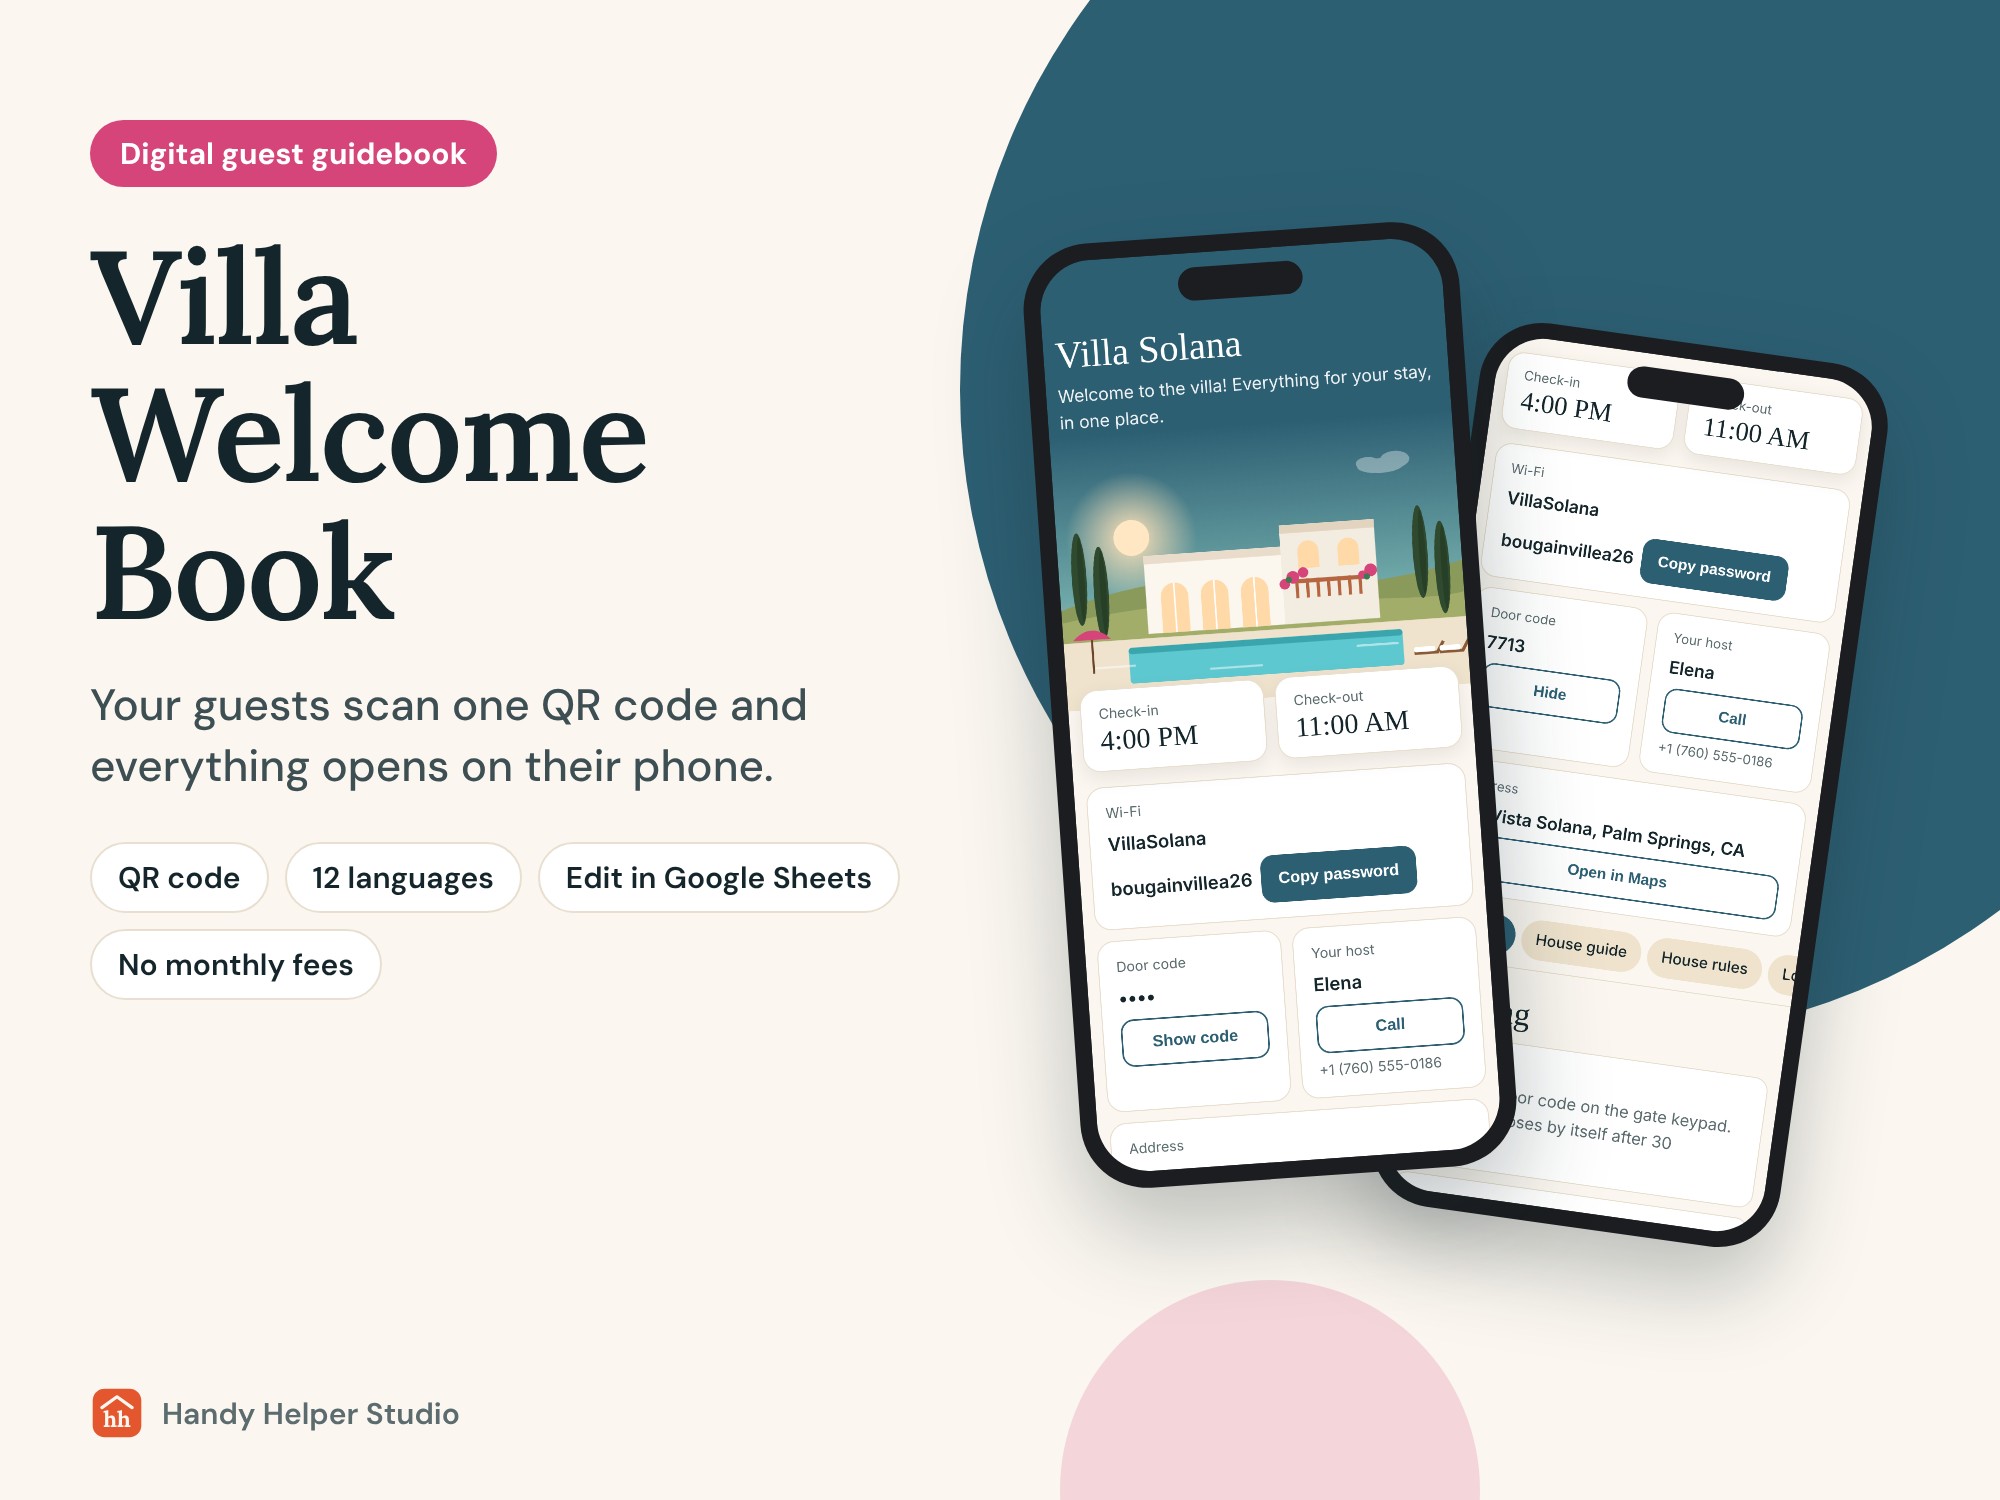 Digital guest guidebook
Villa
Welcome
Book
Your guests scan one QR code and
everything opens on their phone.
QR code
12 languages
Edit in Google Sheets
No monthly fees
hh
Handy Helper Studio
Villa Solana
Welcome to the villa! Everything for your stay,
in one place.
Check-in
4:00 PM
Check-out
11:00 AM
Wi-Fi
VillaSolana
bougainvillea26
Copy password
Door code
••••
Show code
Your host
Elena
Call
+1 (760) 555-0186
Address
Check-in
4:00 PM
k-out
11:00 AM
Wi-Fi
VillaSolana
bougainvillea26
Copy password
Door code
7713
Hide
Your host
Elena
Call
+1 (760) 555-0186
ress
Vista Solana, Palm Springs, CA
Open in Maps
House guide
House rules
Lo
g
or code on the gate keypad.
oses by itself after 30